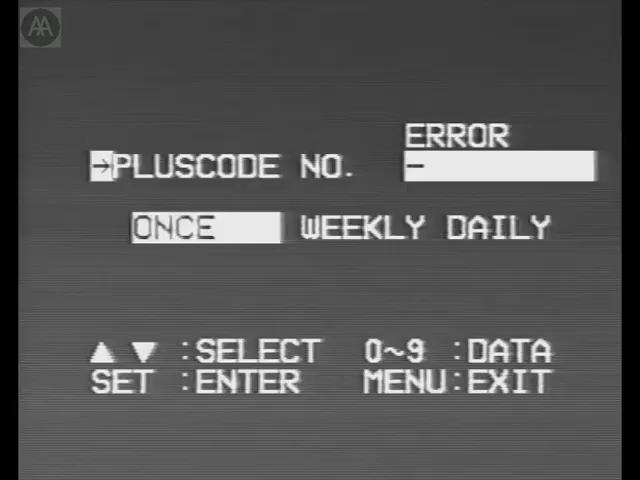 ERROR
→PLUSCODE NO. –
ONCE WEEKLY DAILY
▲ ▼ :SELECT 0~9 :DATA
SET :ENTER MENU:EXIT